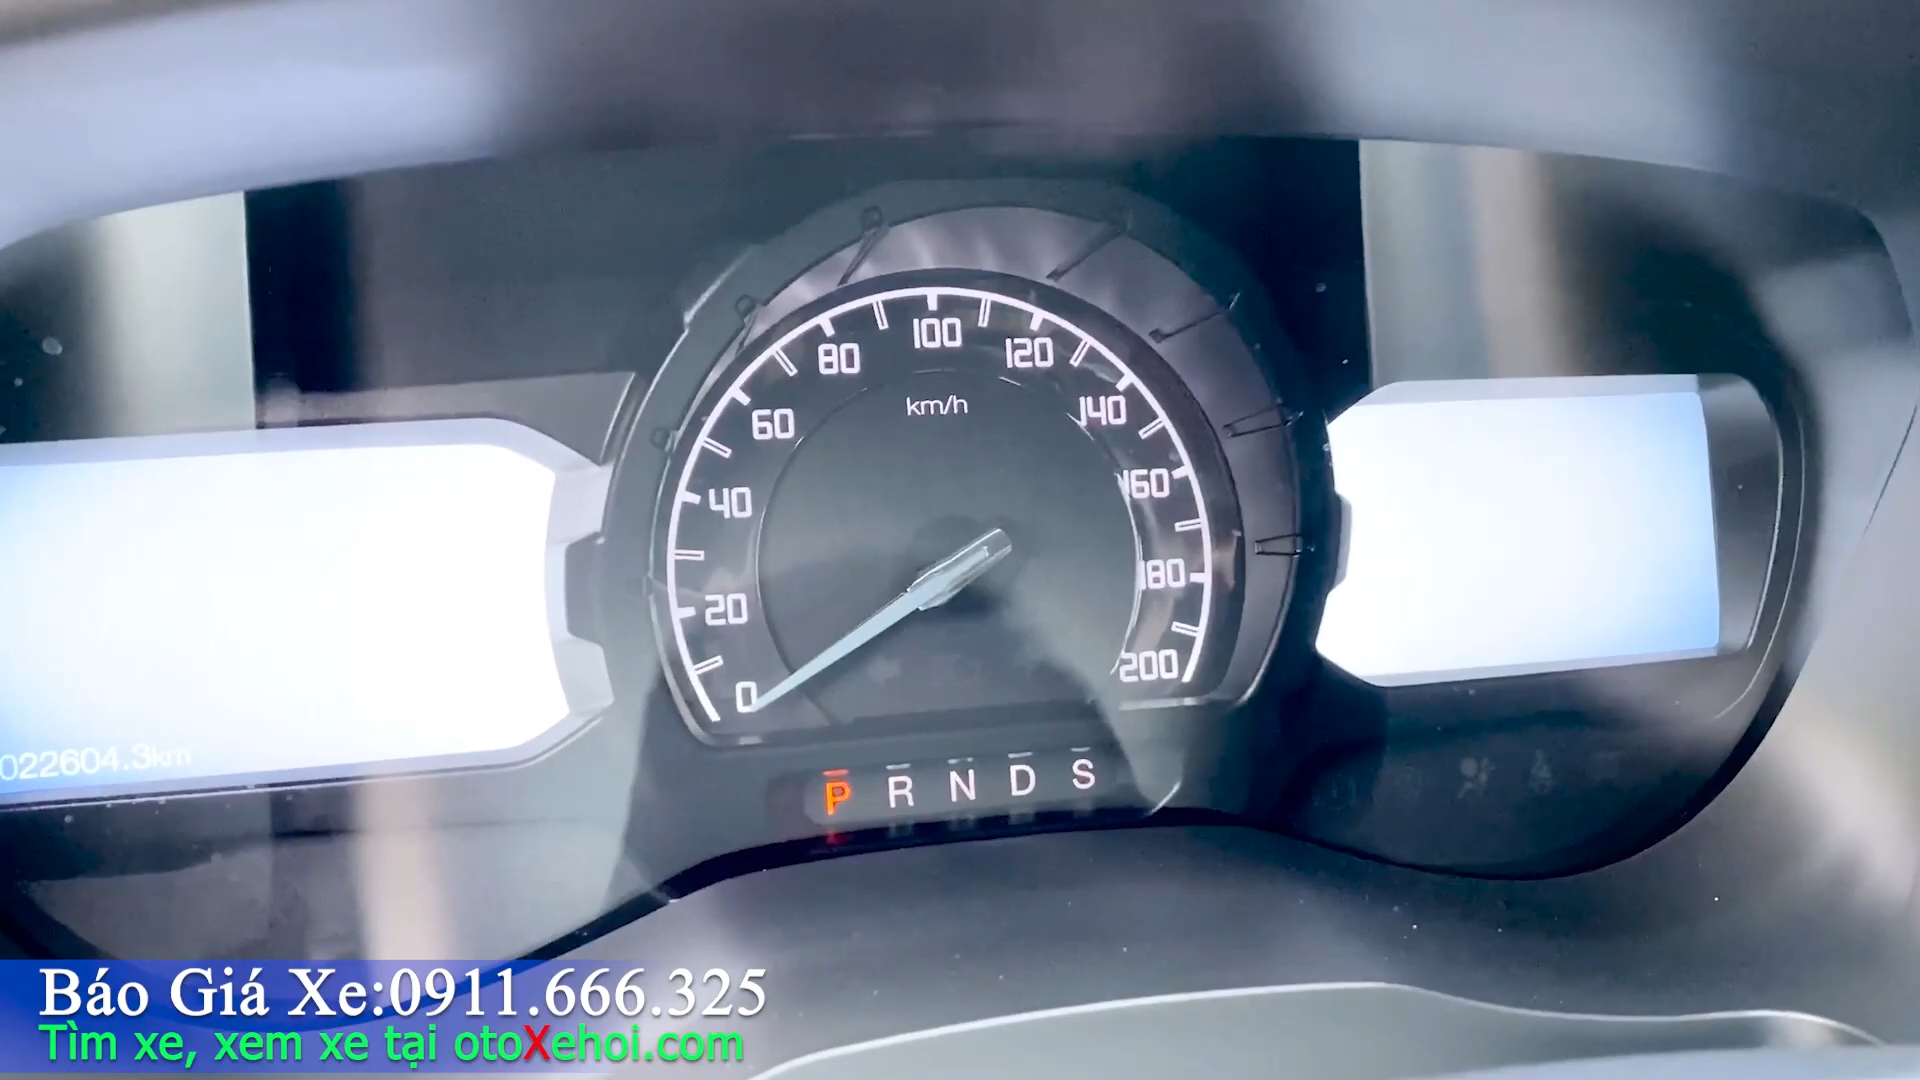 100
80
120
km/h
60
140
40
160
180
20
200
0
022604.3km
P R N D S
Báo Giá Xe:0911.666.325
Tìm xe, xem xe tại otoXehoi.com